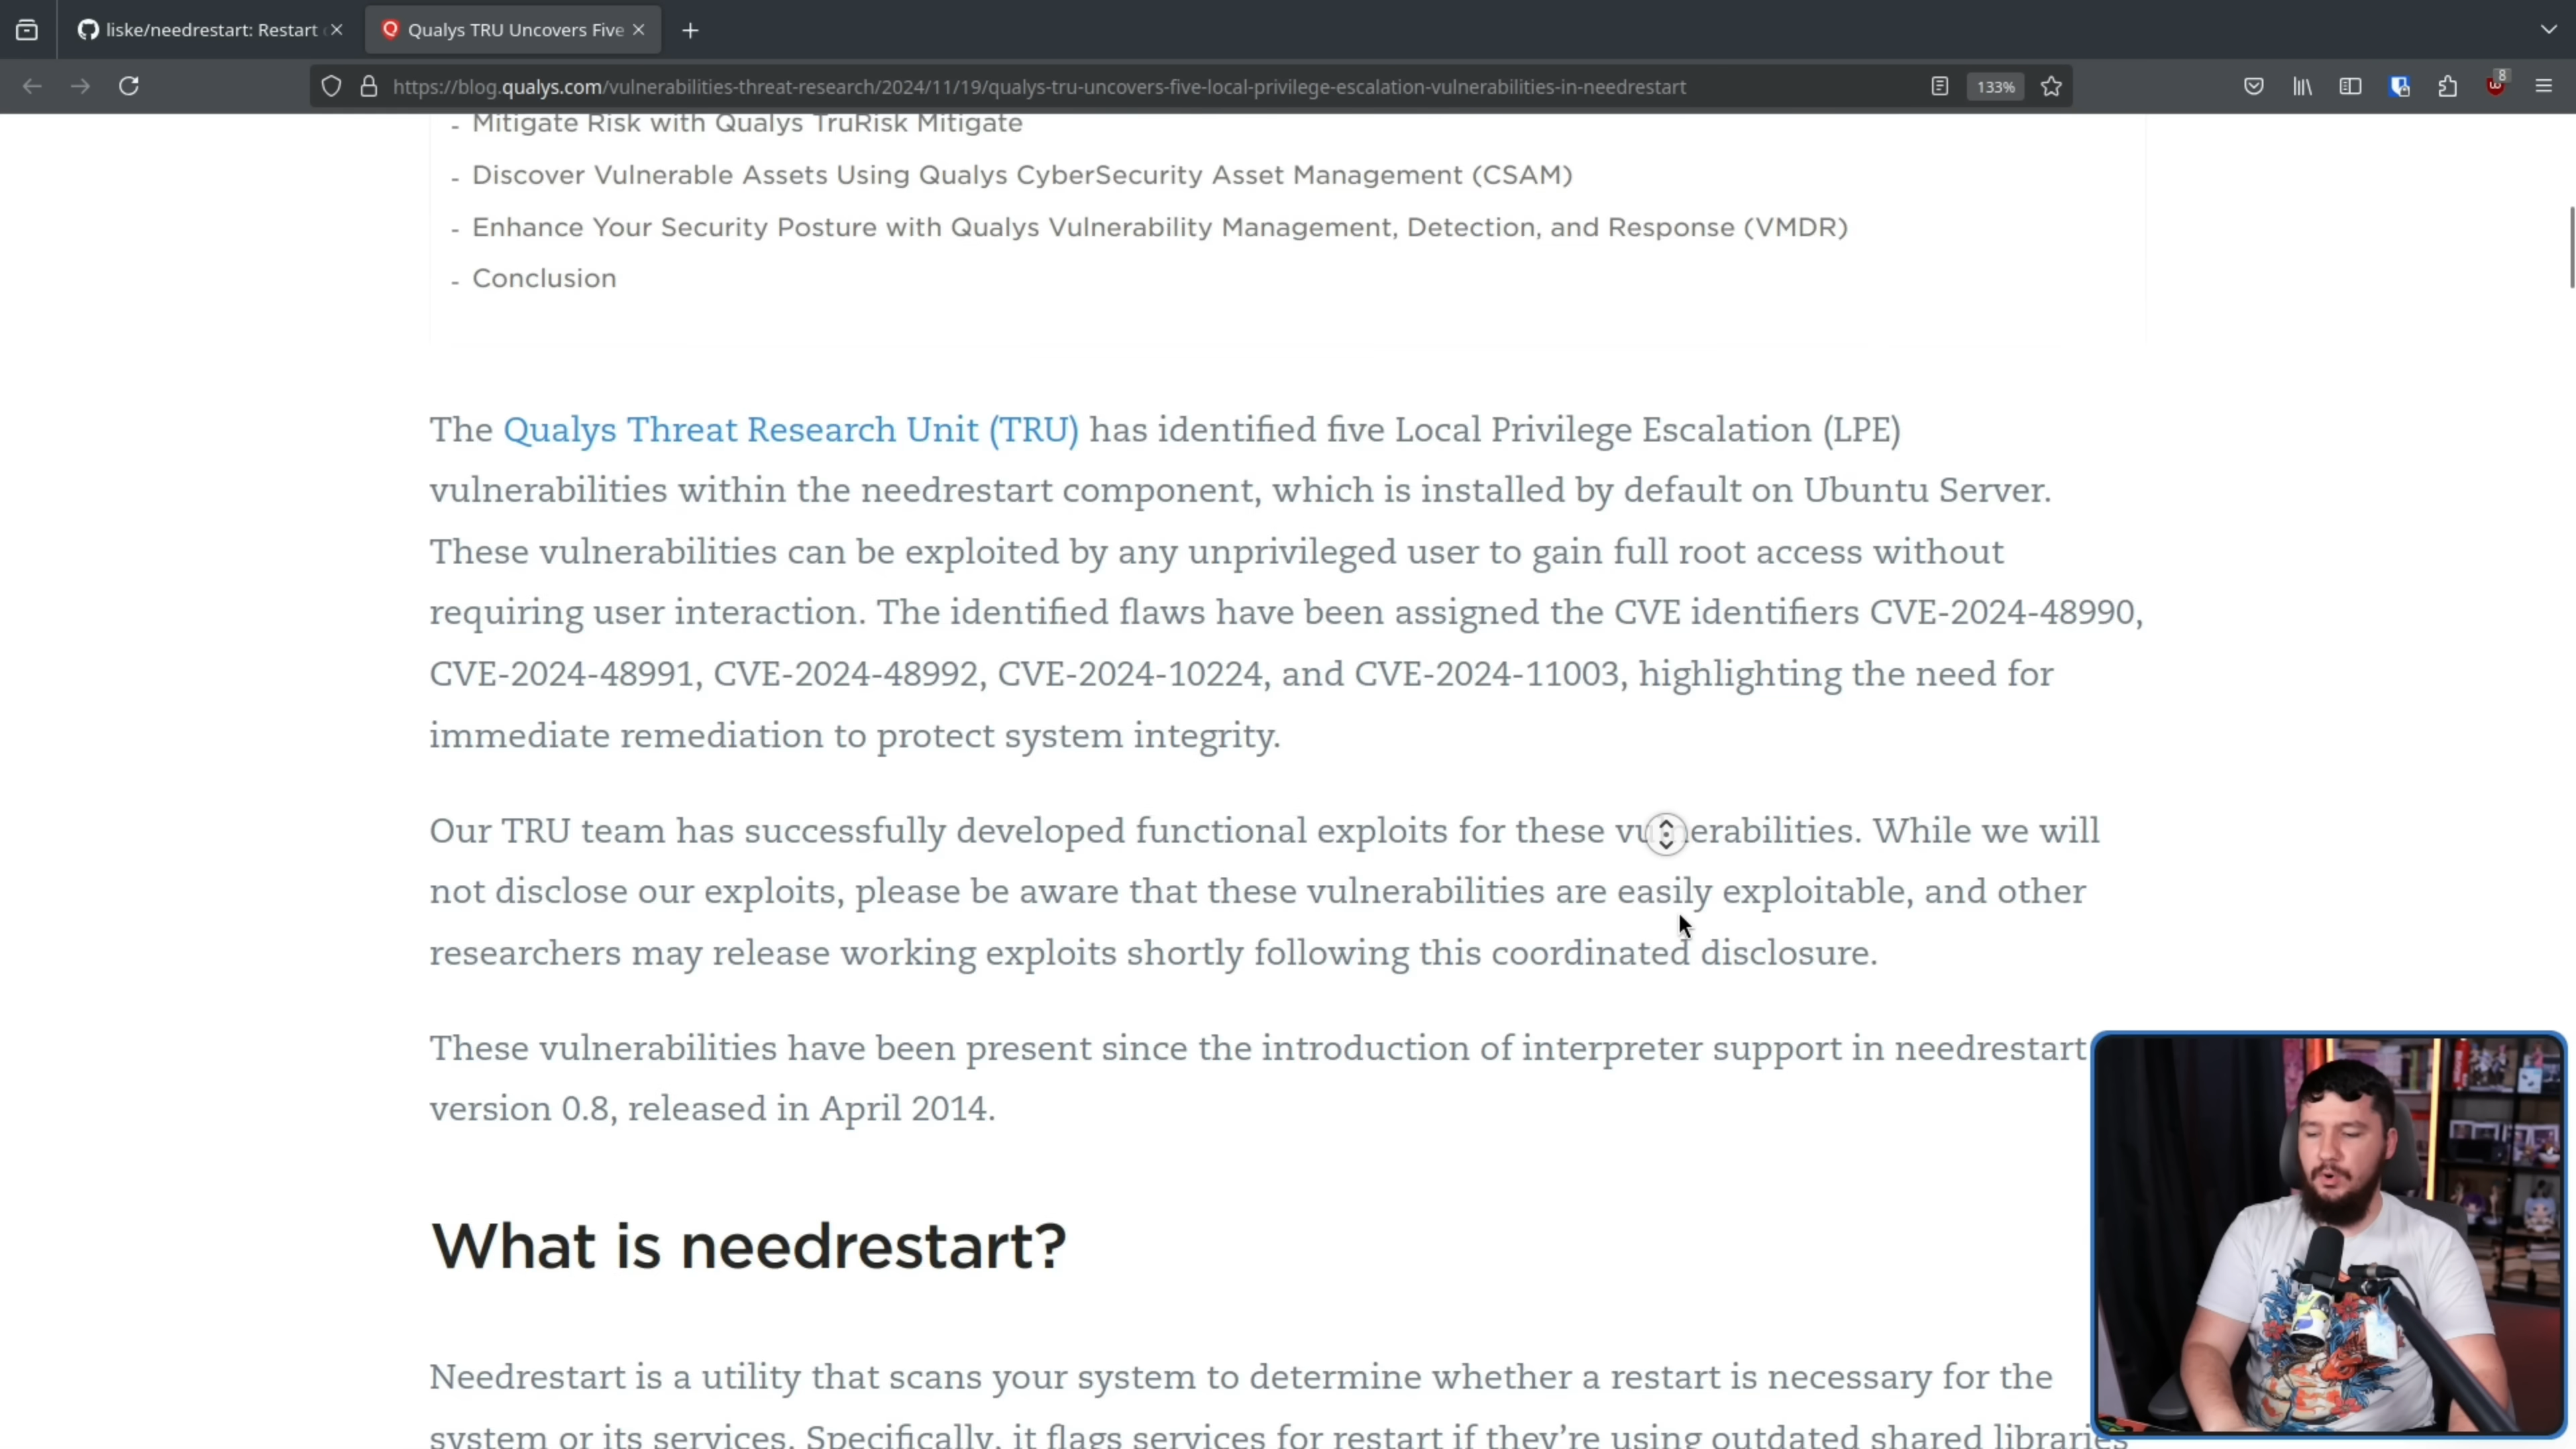 liske/needrestart: Restart
Qualys TRU Uncovers Five
https://blog.qualys.com/vulnerabilities-threat-research/2024/11/19/qualys-tru-uncovers-five-local-privilege-escalation-vulnerabilities-in-needrestart
133%
8
- Mitigate Risk with Qualys TruRisk Mitigate
- Discover Vulnerable Assets Using Qualys CyberSecurity Asset Management (CSAM)
- Enhance Your Security Posture with Qualys Vulnerability Management, Detection, and Response (VMDR)
- Conclusion
The Qualys Threat Research Unit (TRU) has identified five Local Privilege Escalation (LPE)
vulnerabilities within the needrestart component, which is installed by default on Ubuntu Server.
These vulnerabilities can be exploited by any unprivileged user to gain full root access without
requiring user interaction. The identified flaws have been assigned the CVE identifiers CVE-2024-48990,
CVE-2024-48991, CVE-2024-48992, CVE-2024-10224, and CVE-2024-11003, highlighting the need for
immediate remediation to protect system integrity.
Our TRU team has successfully developed functional exploits for these vulnerabilities. While we will
not disclose our exploits, please be aware that these vulnerabilities are easily exploitable, and other
researchers may release working exploits shortly following this coordinated disclosure.
These vulnerabilities have been present since the introduction of interpreter support in needrestart
version 0.8, released in April 2014.
What is needrestart?
Needrestart is a utility that scans your system to determine whether a restart is necessary for the
system or its services. Specifically, it flags services for restart if they're using outdated shared libraries